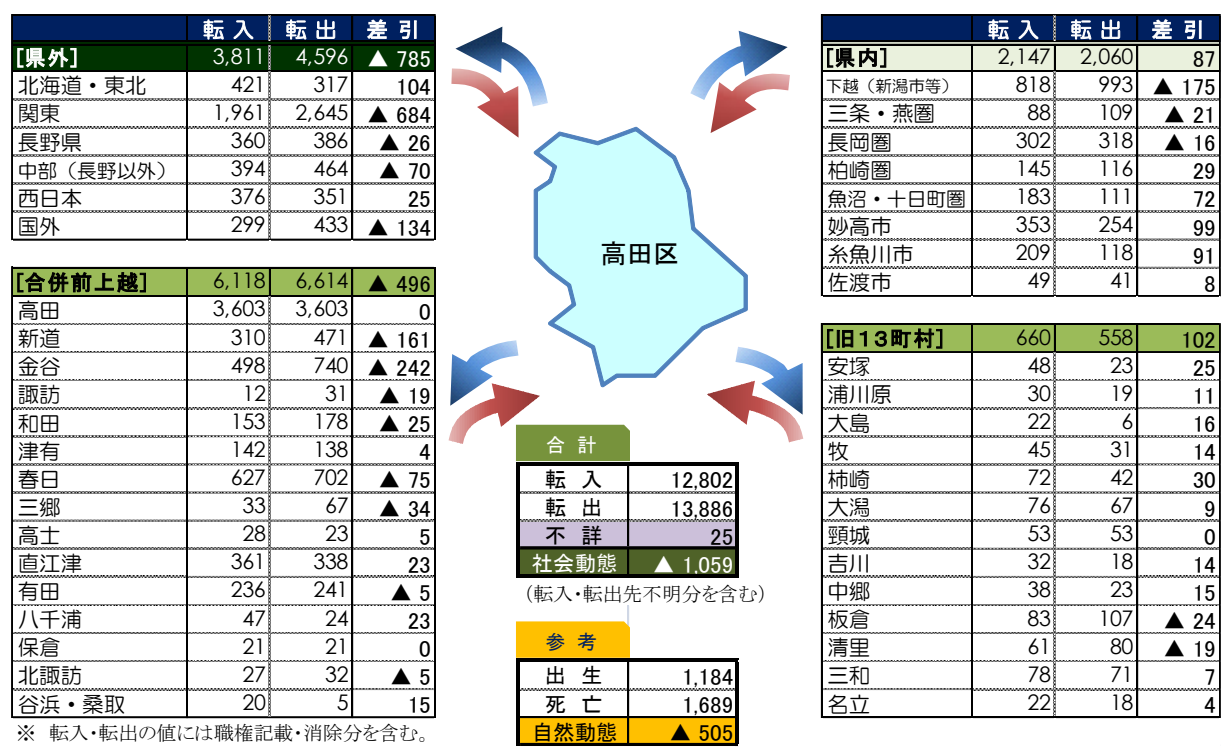 転 入 転 出 差 引
[県外] 3,811 4,596 ▲ 785
北海道・東北 421 317 104
関東 1,961 2,645 ▲ 684
長野県 360 386 ▲ 26
中部（長野以外） 394 464 ▲ 70
西日本 376 351 25
国外 299 433 ▲ 134
[合併前上越] 6,118 6,614 ▲ 496
高田 3,603 3,603 0
新道 310 471 ▲ 161
金谷 498 740 ▲ 242
諏訪 12 31 ▲ 19
和田 153 178 ▲ 25
津有 142 138 4
春日 627 702 ▲ 75
三郷 33 67 ▲ 34
高士 28 23 5
直江津 361 338 23
有田 236 241 ▲ 5
八千浦 47 24 23
保倉 21 21 0
北諏訪 27 32 ▲ 5
谷浜・桑取 20 5 15
※ 転入・転出の値には職権記載・消除分を含む。
高田区
合 計
転 入 12,802
転 出 13,886
不 詳 25
社会動態 ▲ 1,059
（転入・転出先不明分を含む）
参 考
出 生 1,184
死 亡 1,689
自然動態 ▲ 505
転 入 転 出 差 引
[県内] 2,147 2,060 87
下越（新潟市等） 818 993 ▲ 175
三条・燕圏 88 109 ▲ 21
長岡圏 302 318 ▲ 16
柏崎圏 145 116 29
魚沼・十日町圏 183 111 72
妙高市 353 254 99
糸魚川市 209 118 91
佐渡市 49 41 8
[旧13町村] 660 558 102
安塚 48 23 25
浦川原 30 19 11
大島 22 6 16
牧 45 31 14
柿崎 72 42 30
大潟 76 67 9
頸城 53 53 0
吉川 32 18 14
中郷 38 23 15
板倉 83 107 ▲ 24
清里 61 80 ▲ 19
三和 78 71 7
名立 22 18 4